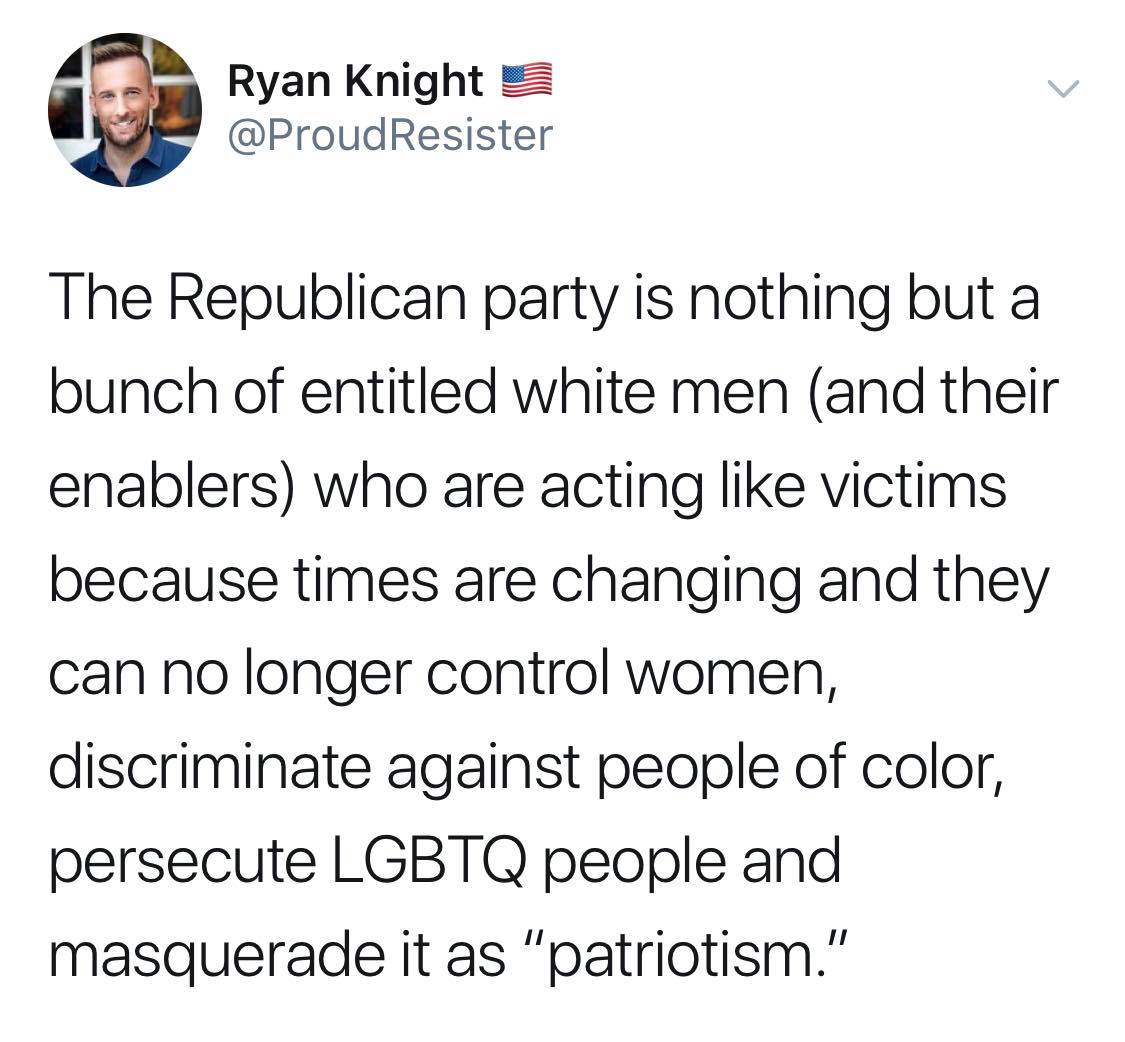 Ryan Knight 🇺🇸
@ProudResister
The Republican party is nothing but a
bunch of entitled white men (and their
enablers) who are acting like victims
because times are changing and they
can no longer control women,
discriminate against people of color,
persecute LGBTQ people and
masquerade it as “patriotism.”